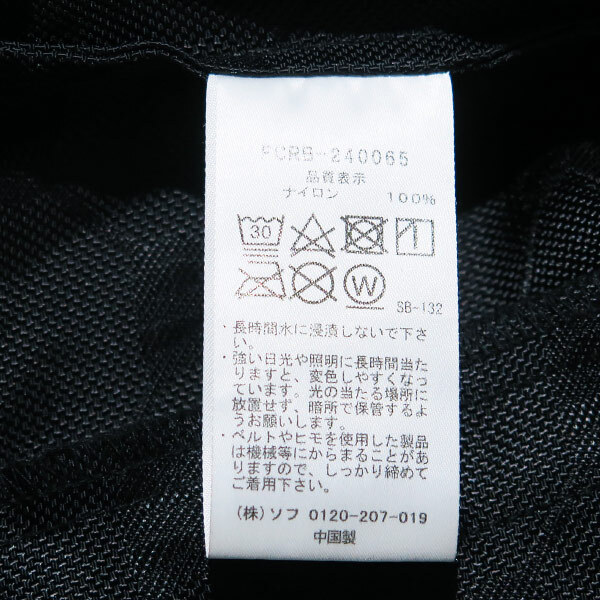 FCRB-240065
品質表示
ナイロン 100%
30
W
SB-132
・長時間水に浸漬しないで下さ
い。
・強い日光や照明に長時間当た
りますと、変色しやすくなっ
ています。光の当たる場所に
放置せず、暗所で保管するよ
うお願いします。
・ベルトやヒモを使用した製品
は機械等にからまることがあ
りますので、しっかり締めて
ご着用下さい。
(株)ソフ 0120-207-019
中国製